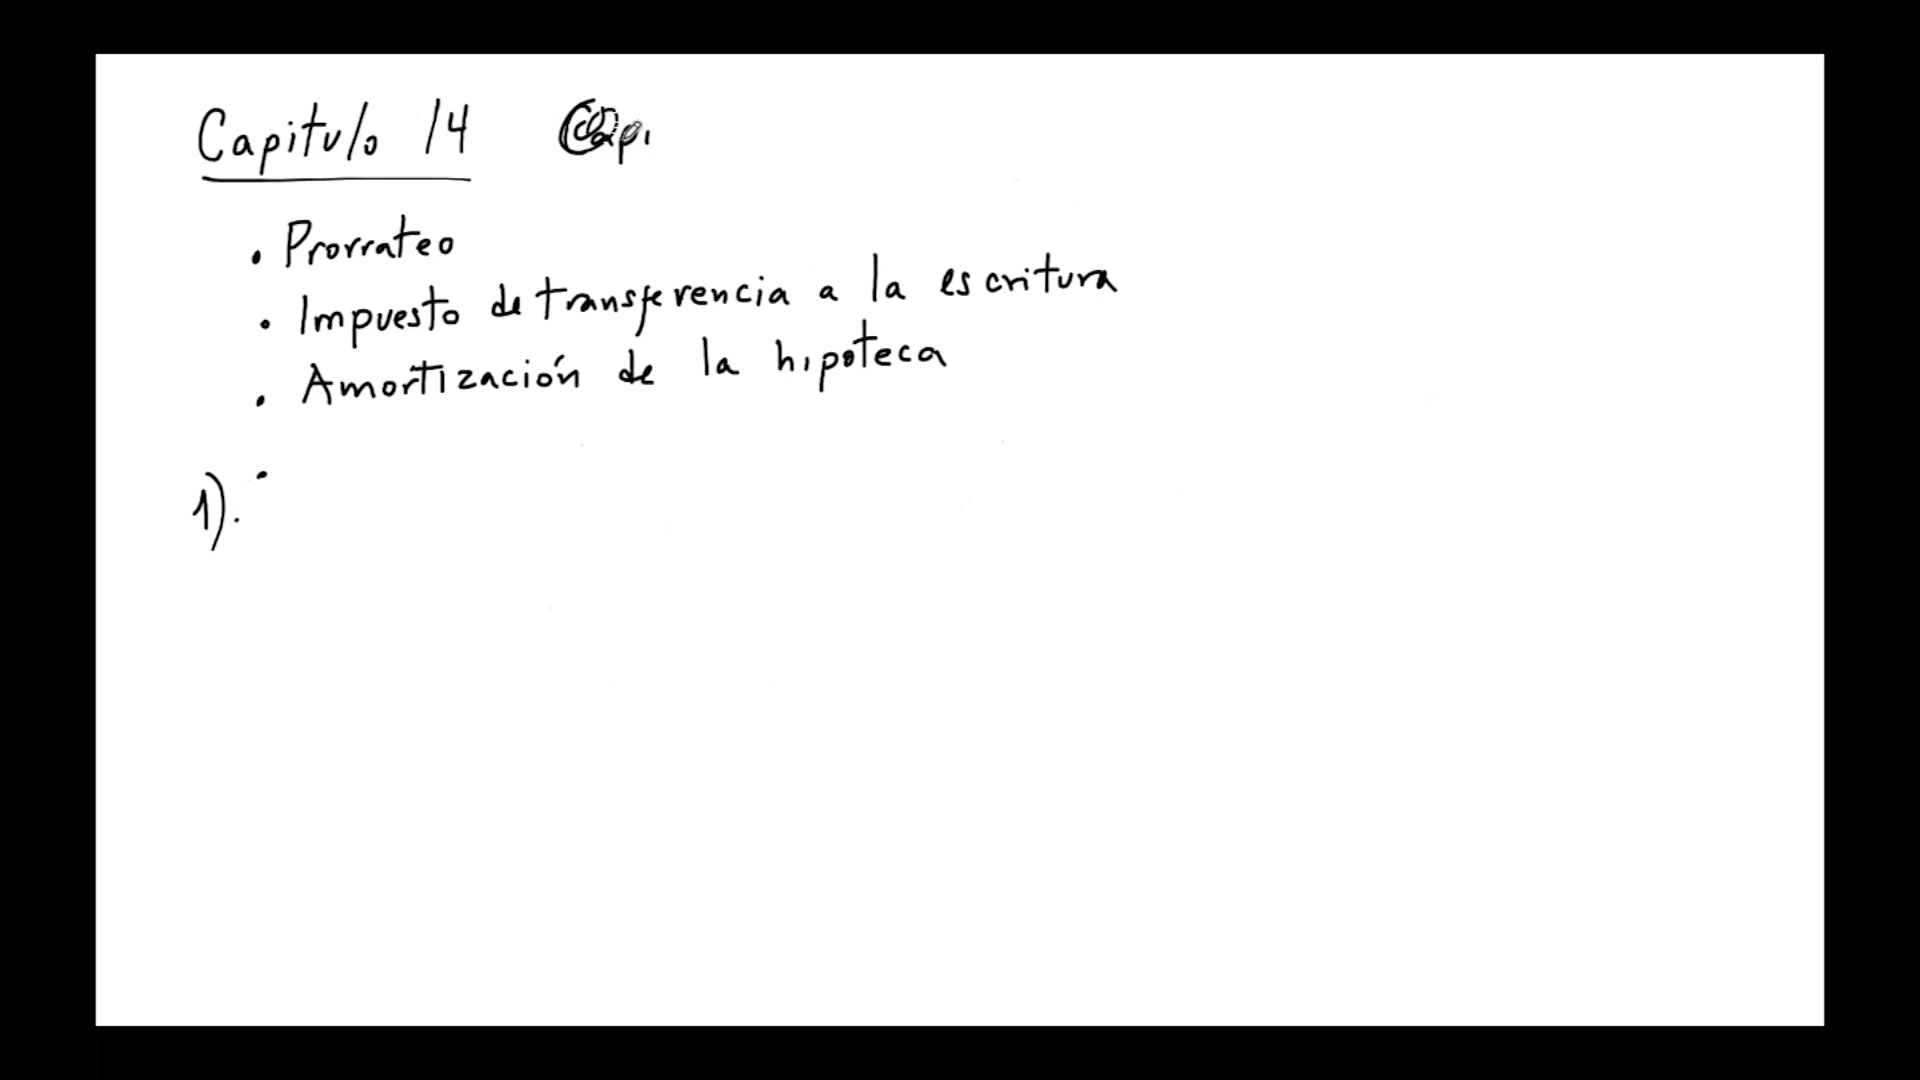 Capitulo 14
. Prorrateo
. Impuesto de transferencia a la escritura
. Amortización de la hipoteca
1).